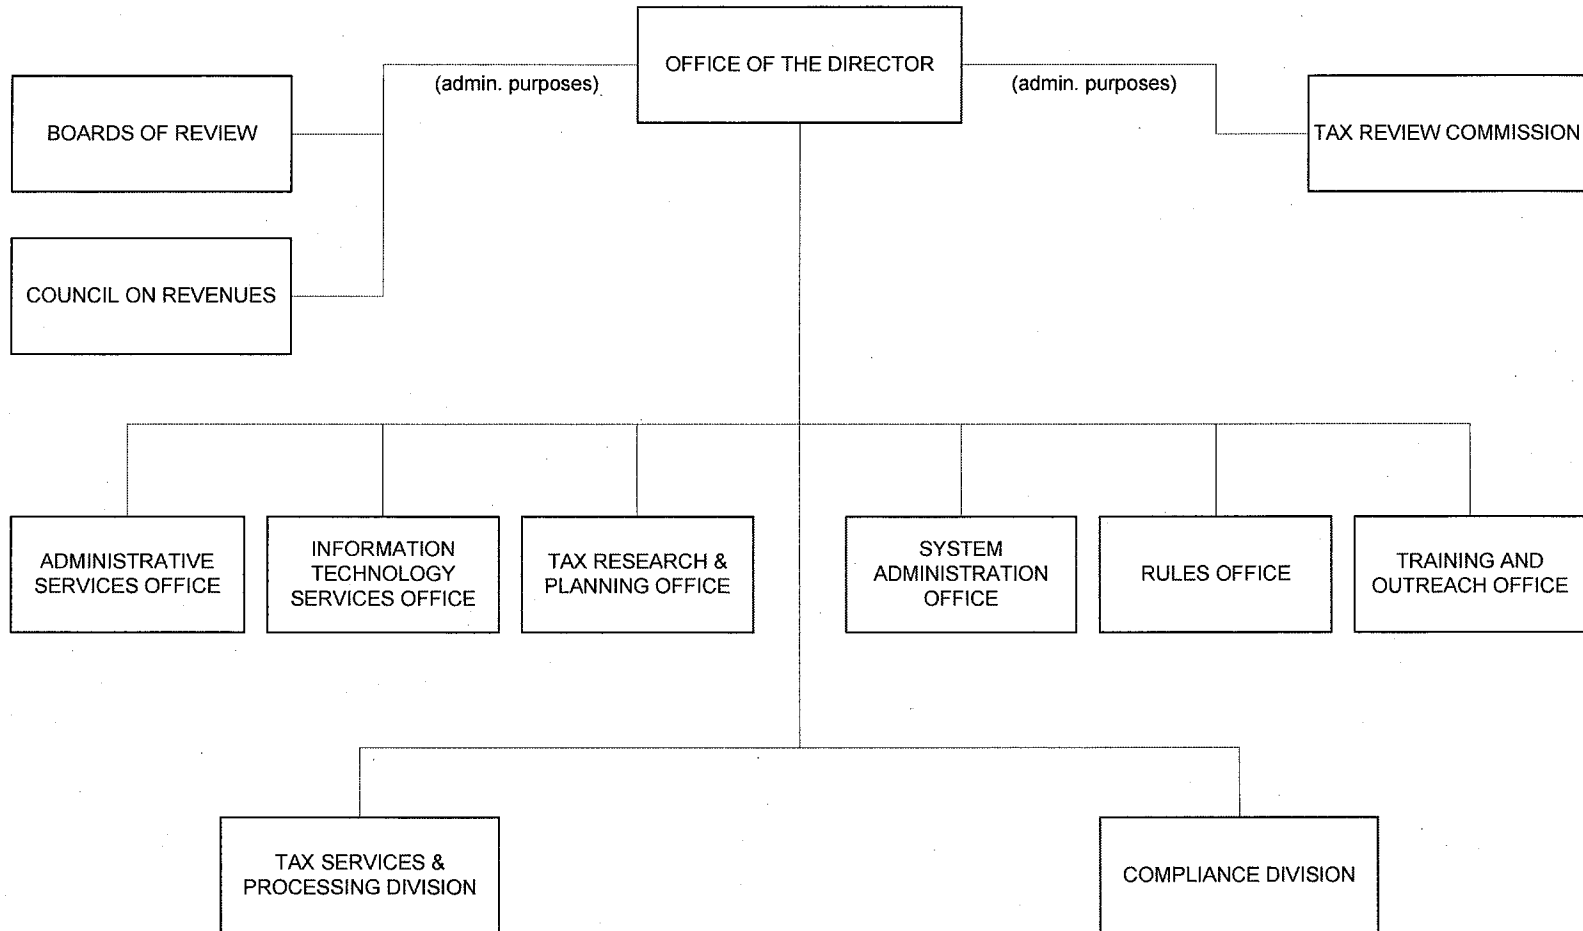 OFFICE OF THE DIRECTOR
(admin. purposes)
(admin. purposes)
BOARDS OF REVIEW
TAX REVIEW COMMISSION
COUNCIL ON REVENUES
ADMINISTRATIVE
SERVICES OFFICE
INFORMATION
TECHNOLOGY
SERVICES OFFICE
TAX RESEARCH &
PLANNING OFFICE
SYSTEM
ADMINISTRATION
OFFICE
RULES OFFICE
TRAINING AND
OUTREACH OFFICE
TAX SERVICES &
PROCESSING DIVISION
COMPLIANCE DIVISION